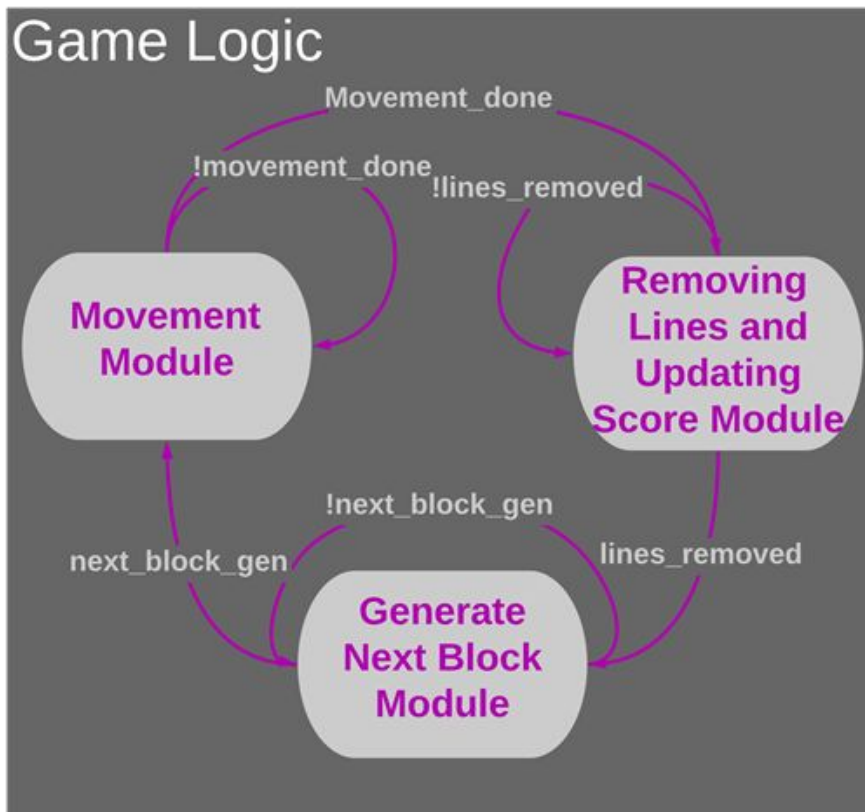 Game Logic
Movement_done
!movement_done
!lines_removed
Movement
Module
Removing
Lines and
Updating
Score Module
!next_block_gen
next_block_gen
lines_removed
Generate
Next Block
Module